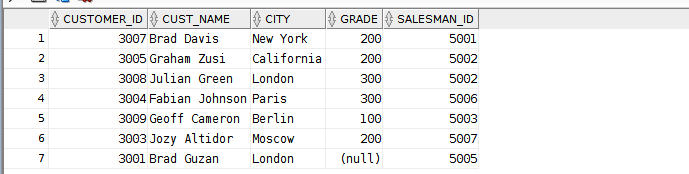 CUSTOMER_ID CUST_NAME CITY GRADE SALESMAN_ID
1 3007 Brad Davis New York 200 5001
2 3005 Graham Zusi California 200 5002
3 3008 Julian Green London 300 5002
4 3004 Fabian Johnson Paris 300 5006
5 3009 Geoff Cameron Berlin 100 5003
6 3003 Jozy Altidor Moscow 200 5007
7 3001 Brad Guzan London (null) 5005